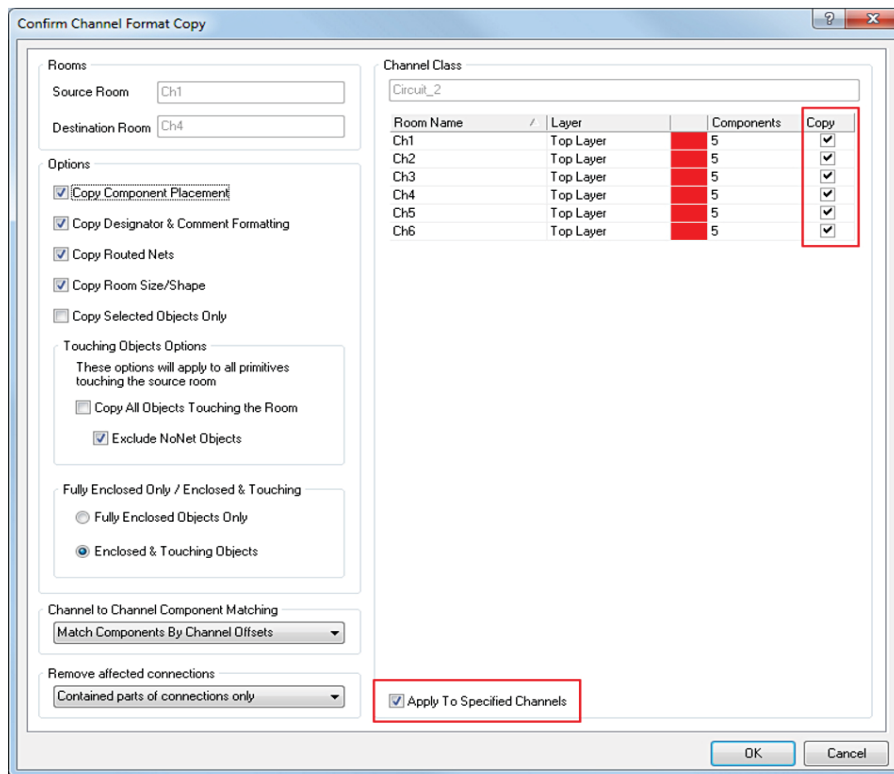 Confirm Channel Format Copy
?
Rooms
Source Room Ch1
Destination Room Ch4
Options
Copy Component Placement
Copy Designator & Comment Formatting
Copy Routed Nets
Copy Room Size/Shape
Copy Selected Objects Only
Touching Objects Options
These options will apply to all primitives
touching the source room
Copy All Objects Touching the Room
Exclude NoNet Objects
Fully Enclosed Only / Enclosed & Touching
Fully Enclosed Objects Only
Enclosed & Touching Objects
Channel to Channel Component Matching
Match Components By Channel Offsets
Remove affected connections
Contained parts of connections only
Channel Class
Circuit_2
Room Name / Layer Components Copy
Ch1 Top Layer 5
Ch2 Top Layer 5
Ch3 Top Layer 5
Ch4 Top Layer 5
Ch5 Top Layer 5
Ch6 Top Layer 5
Apply To Specified Channels
OK Cancel